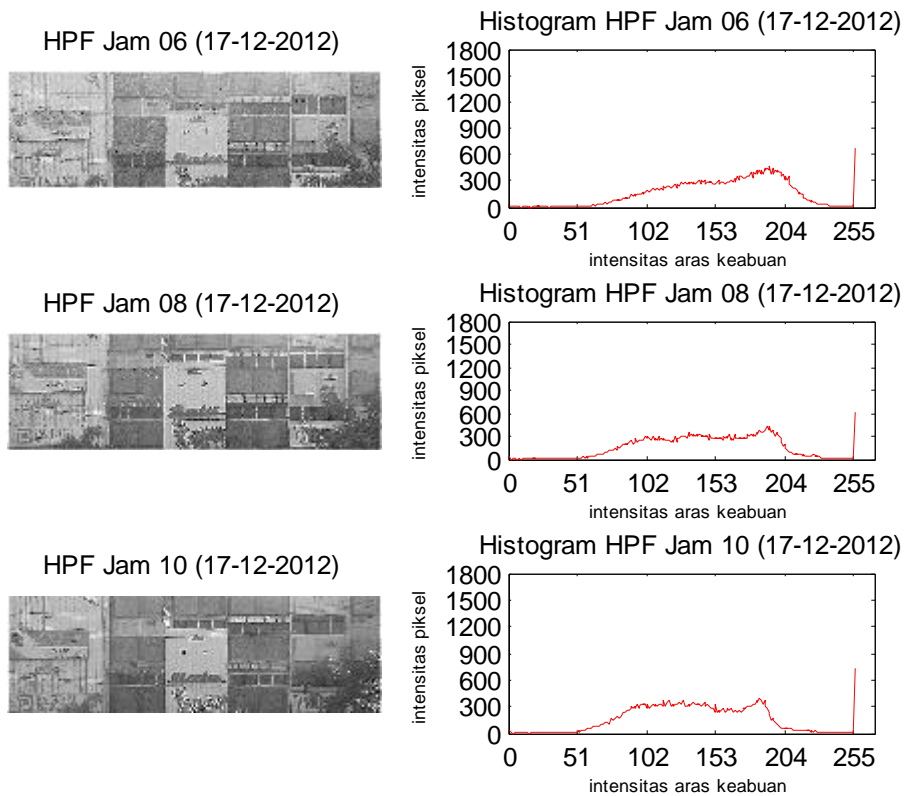 HPF Jam 06 (17-12-2012)
Histogram HPF Jam 06 (17-12-2012)
intensitas piksel
1800
1500
1200
900
600
300
0
0 51 102 153 204 255
intensitas aras keabuan
HPF Jam 08 (17-12-2012)
Histogram HPF Jam 08 (17-12-2012)
intensitas piksel
1800
1500
1200
900
600
300
0
0 51 102 153 204 255
intensitas aras keabuan
HPF Jam 10 (17-12-2012)
Histogram HPF Jam 10 (17-12-2012)
intensitas piksel
1800
1500
1200
900
600
300
0
0 51 102 153 204 255
intensitas aras keabuan